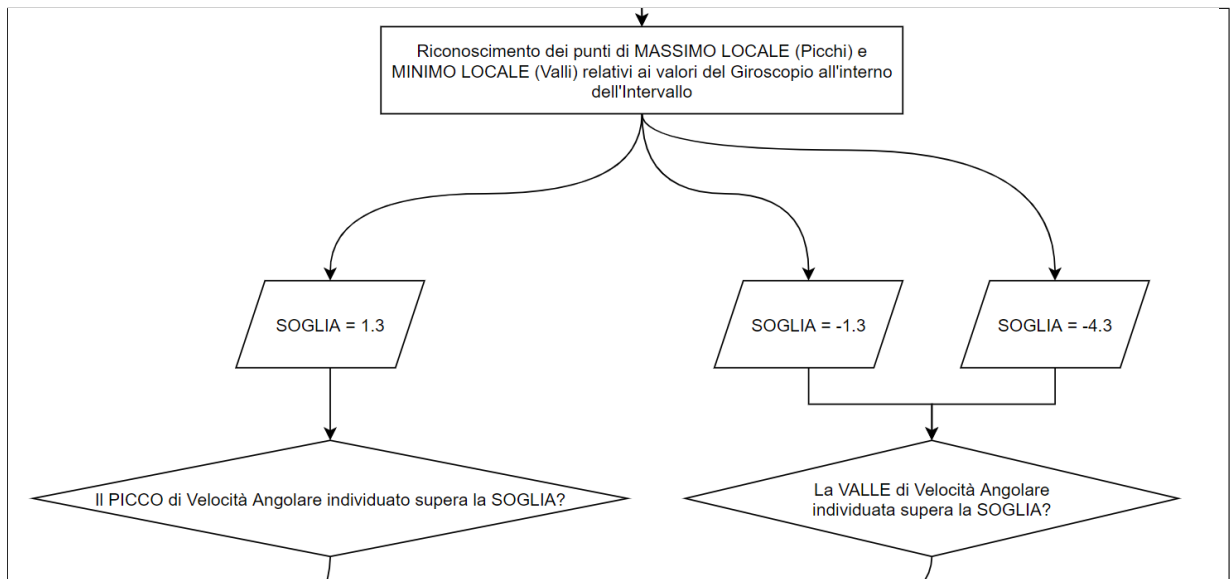 Riconoscimento dei punti di MASSIMO LOCALE (Picchi) e
MINIMO LOCALE (Valli) relativi ai valori del Giroscopio all'interno
dell'Intervallo
SOGLIA = 1.3
SOGLIA = -1.3
SOGLIA = -4.3
Il PICCO di Velocità Angolare individuato supera la SOGLIA?
La VALLE di Velocità Angolare
individuata supera la SOGLIA?